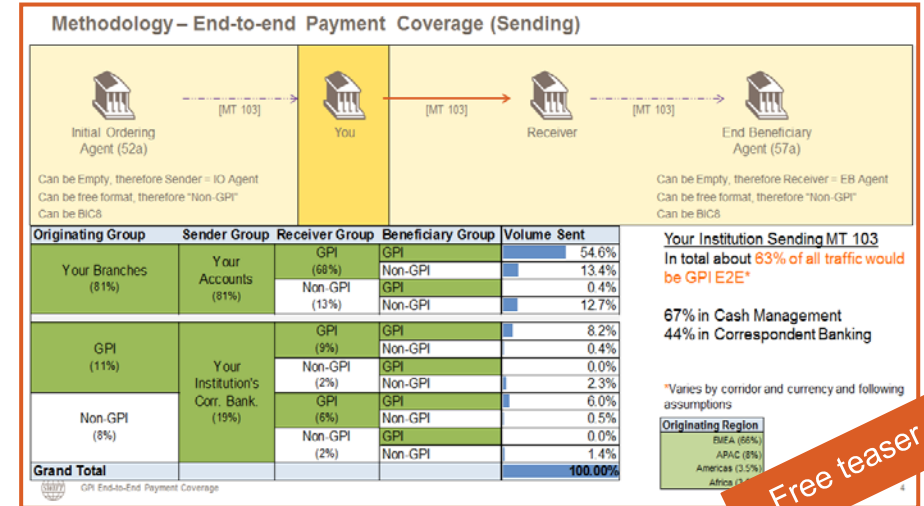 Methodology – End-to-end Payment Coverage (Sending)
[MT 103]
[MT 103]
[MT 103]
Initial Ordering
Agent (52a)
You
Receiver
End Beneficiary
Agent (57a)
Can be Empty, therefore Sender = IO Agent
Can be free format, therefore "Non-GPI"
Can be BIC8
Can be Empty, therefore Receiver = EB Agent
Can be free format, therefore "Non-GPI"
Can be BIC8
Originating Group Sender Group Receiver Group Beneficiary Group Volume Sent
Your Branches
(81%)
Your
Accounts
(81%)
GPI
(68%)
GPI 54.6%
Non-GPI 13.4%
Non-GPI
(13%)
GPI 0.4%
Non-GPI 12.7%
GPI
(11%)
Your
Institution's
Corr. Bank.
(19%)
GPI
(9%)
GPI 8.2%
Non-GPI 0.4%
Non-GPI
(2%)
GPI 0.0%
Non-GPI 2.3%
Non-GPI
(8%)
GPI
(6%)
GPI 6.0%
Non-GPI 0.5%
Non-GPI
(2%)
GPI 0.0%
Non-GPI 1.4%
Grand Total 100.00%
Your Institution Sending MT 103
In total about 63% of all traffic would
be GPI E2E*
67% in Cash Management
44% in Correspondent Banking
*Varies by corridor and currency and following
assumptions
Originating Region
EMEA (66%)
APAC (8%)
Americas (3.5%)
Africa
Free teaser
SWIFT
GPI End-to-End Payment Coverage
4